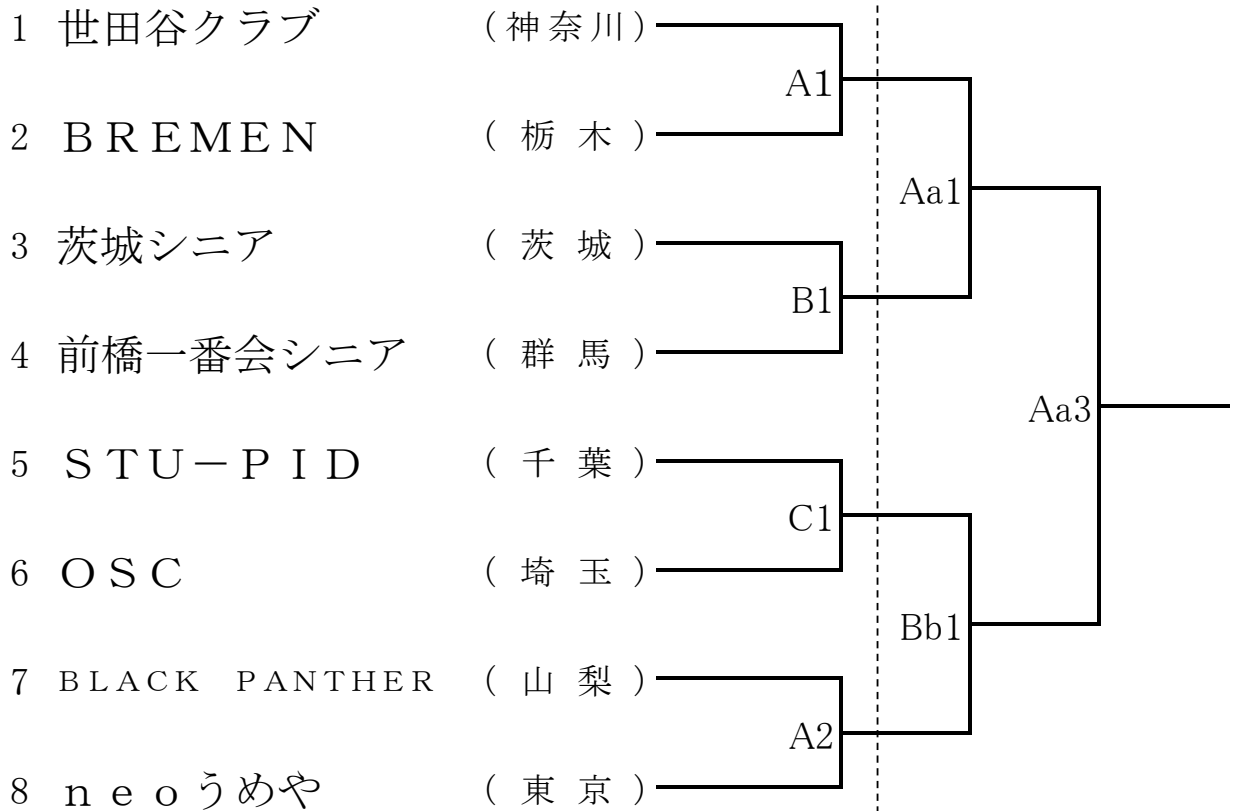 1 世田谷クラブ (神奈川)
A1
2 ＢＲＥＭＥＮ (栃木)
Aa1
3 茨城シニア (茨城)
B1
4 前橋一番会シニア (群馬)
Aa3
5 ＳＴＵ－ＰＩＤ (千葉)
C1
6 ＯＳＣ (埼玉)
Bb1
7 ＢＬＡＣＫ　ＰＡＮＴＨＥＲ (山梨)
A2
8 ｎｅｏうめや (東京)